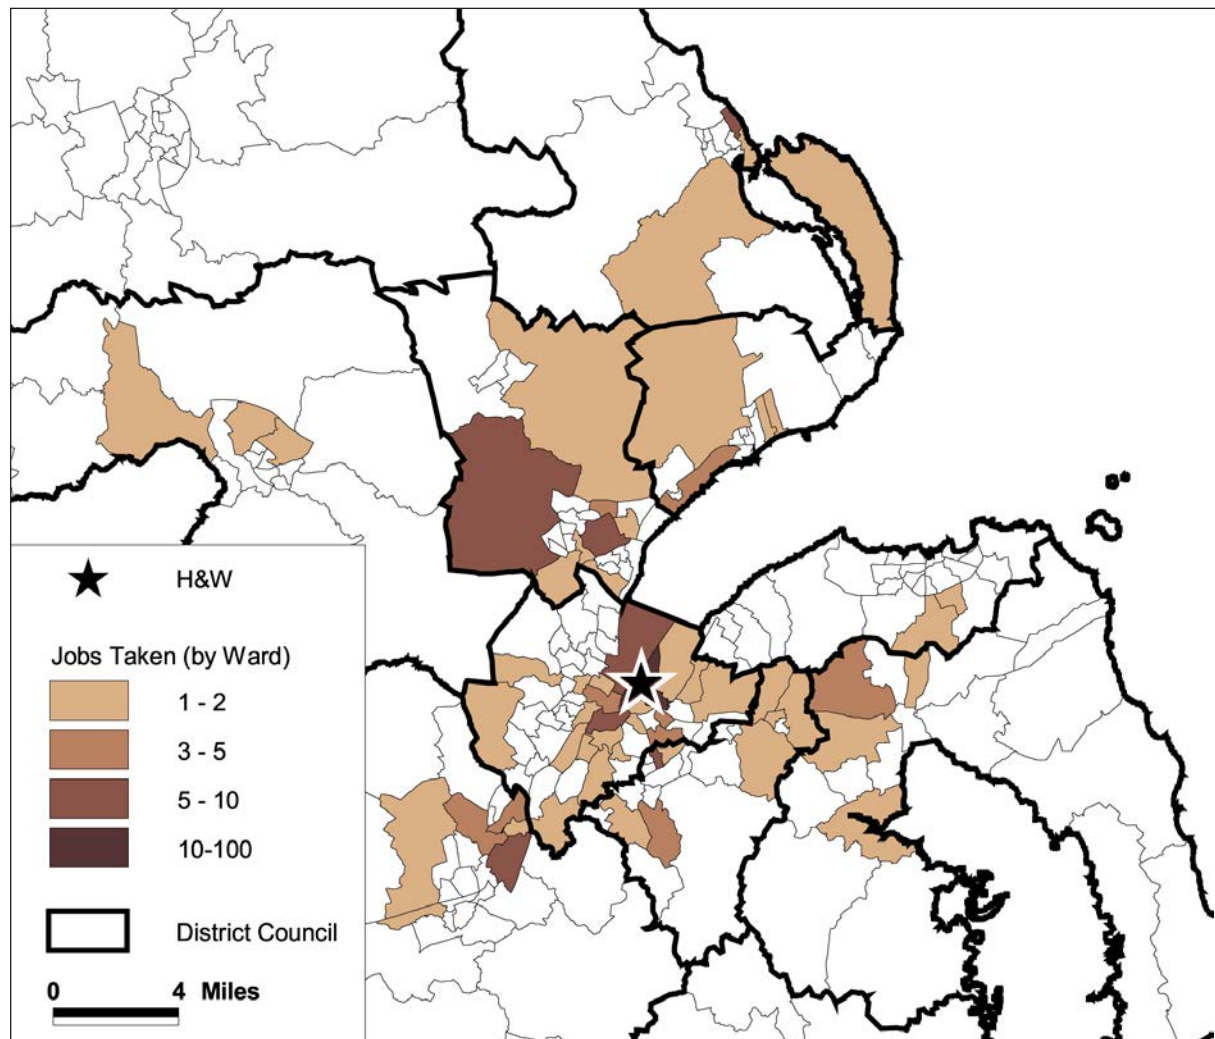 H&W
Jobs Taken (by Ward)
1 - 2
3 - 5
5 - 10
10-100
District Council
0 4 Miles